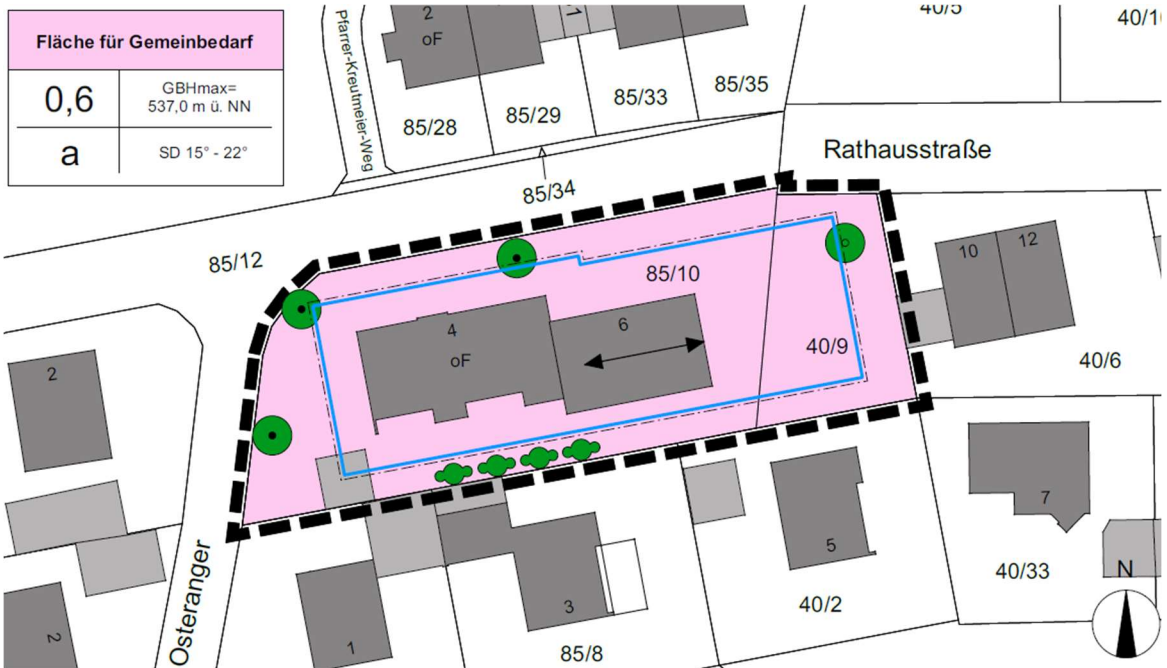 Fläche für Gemeinbedarf
0,6
GBHmax=
537,0 m ü. NN
a
SD 15° - 22°
Pfarrer-Kreutmeier-Weg
2
oF
85/28
85/29
85/33
85/35
40/5
Rathausstraße
85/34
85/12
85/10
4
oF
6
40/9
10
12
40/6
2
2
Osteranger
1
3
85/8
5
40/2
7
40/33
N